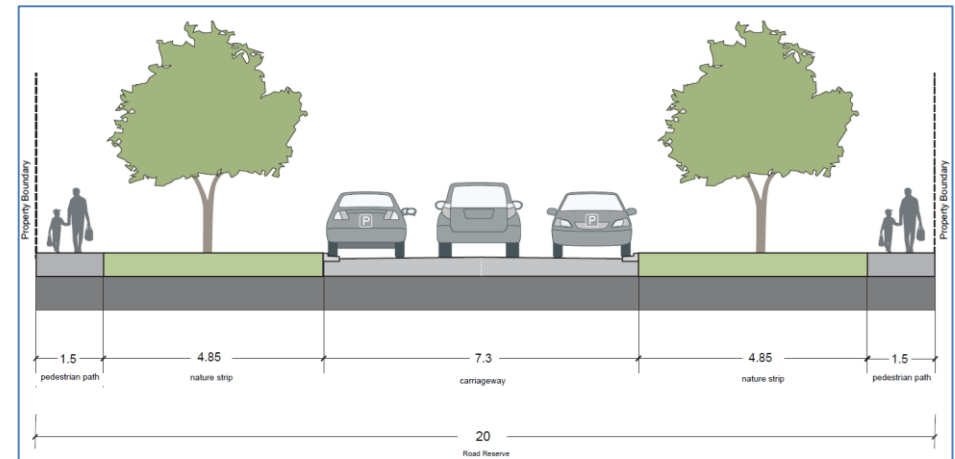 Property Boundary
Property Boundary
P
P
1.5
4.85
7.3
4.85
1.5
pedestrian path
nature strip
carriageway
nature strip
pedestrian path
20
Road Reserve